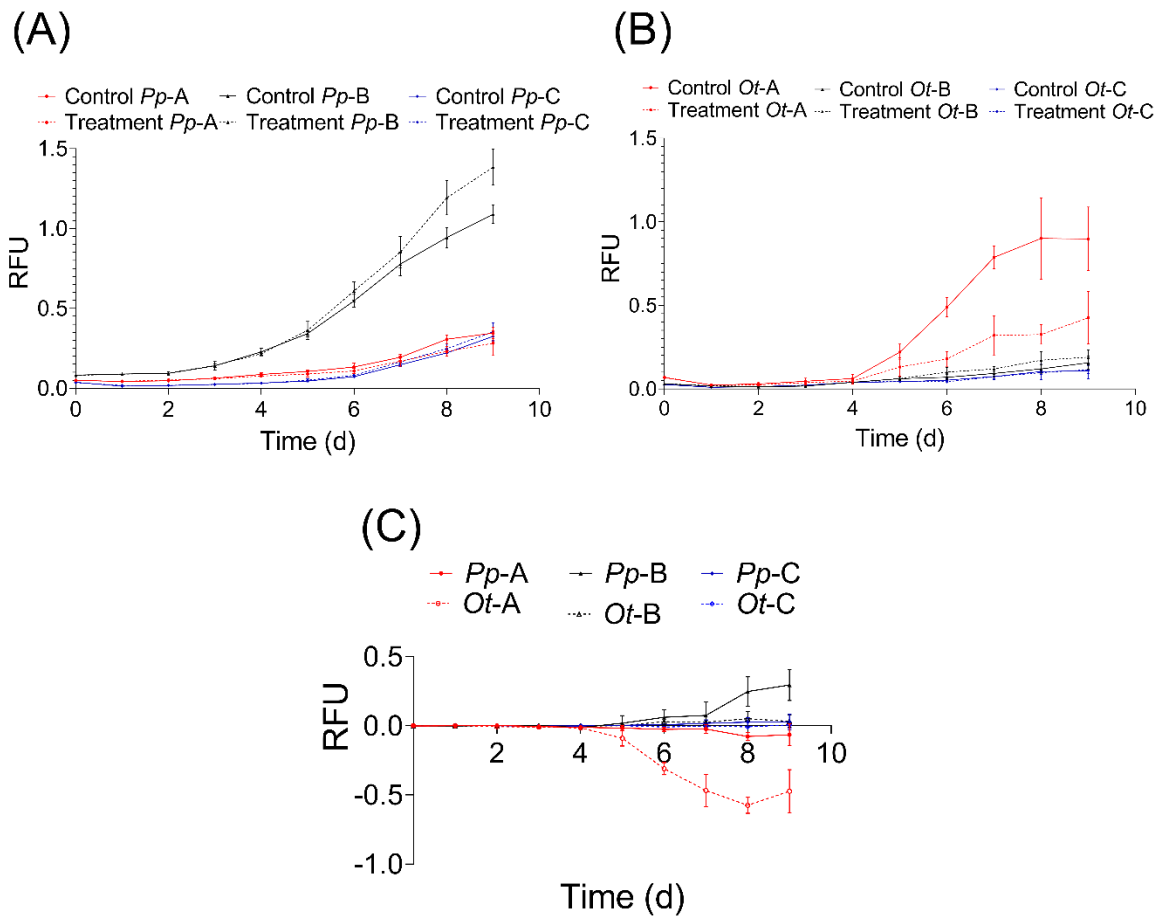 (A)
Control Pp-A Control Pp-B Control Pp-C
Treatment Pp-A Treatment Pp-B Treatment Pp-C
1.5
1.0
0.5
0.0
RFU
0 2 4 6 8 10
Time (d)
(B)
Control Ot-A Control Ot-B Control Ot-C
Treatment Ot-A Treatment Ot-B Treatment Ot-C
1.5
1.0
0.5
0.0
RFU
0 2 4 6 8 10
Time (d)
(C)
Pp-A Pp-B Pp-C
Ot-A Ot-B Ot-C
0.5
0.0
-0.5
-1.0
RFU
2 4 6 8 10
Time (d)